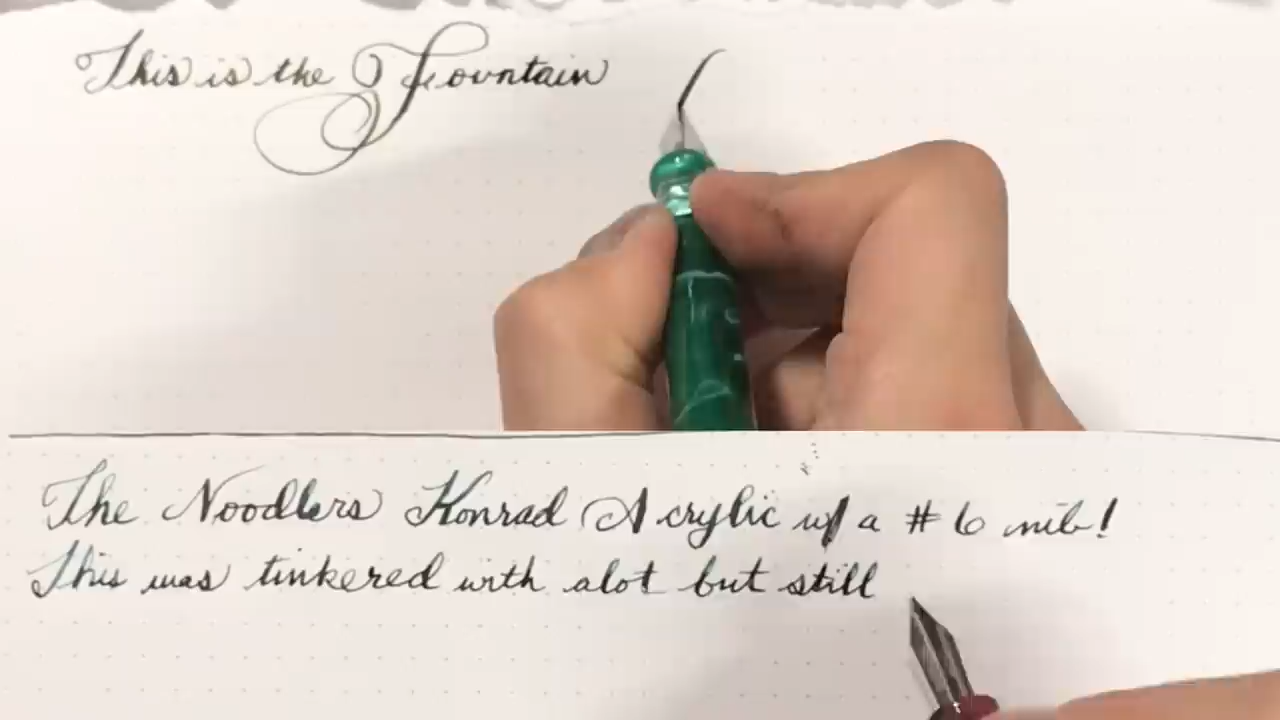 This is the Fountain
The Noodlers Konrad Acrylic w/ a # 6 nib!
This was tinkered with alot but still